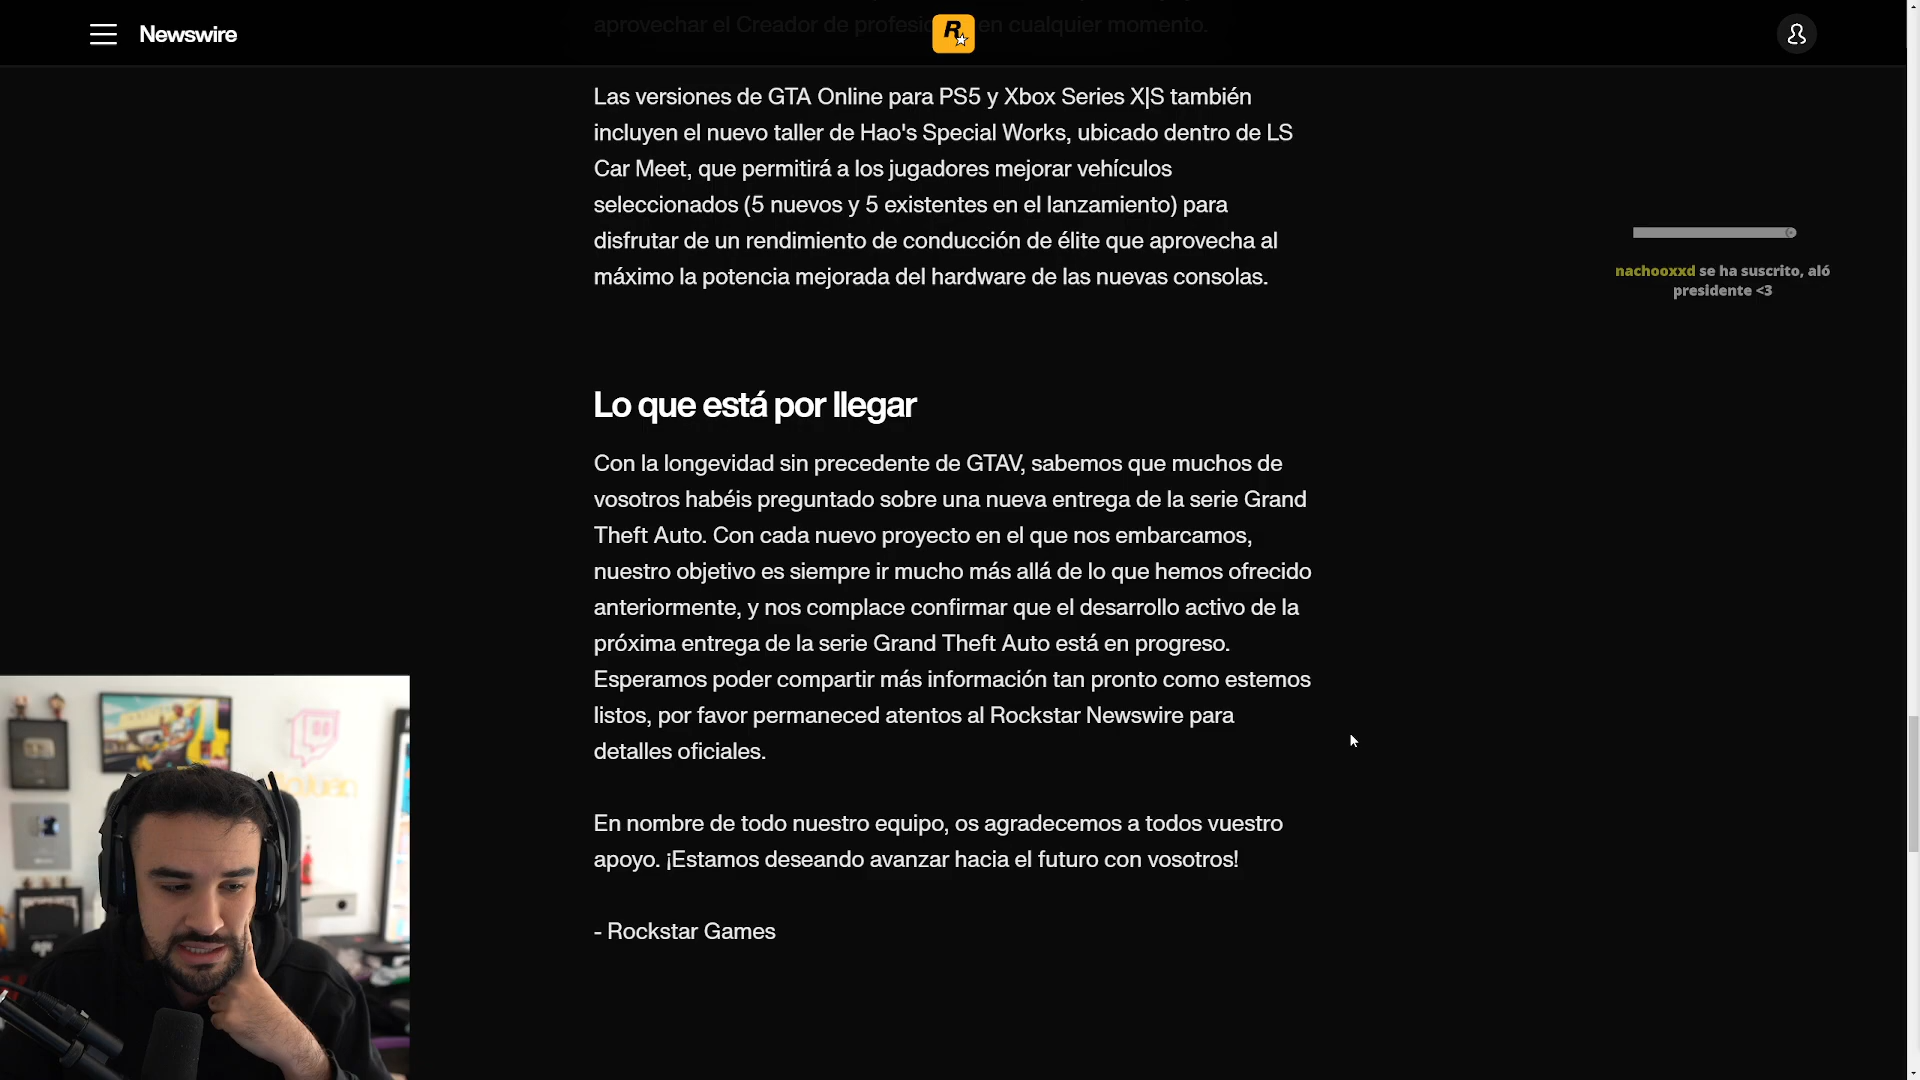 aprovechar el Creador de profesi en cualquier momento.
Newswire
Las versiones de GTA Online para PS5 y Xbox Series X|S también
incluyen el nuevo taller de Hao's Special Works, ubicado dentro de LS
Car Meet, que permitirá a los jugadores mejorar vehículos
seleccionados (5 nuevos y 5 existentes en el lanzamiento) para
disfrutar de un rendimiento de conducción de élite que aprovecha al
máximo la potencia mejorada del hardware de las nuevas consolas.
nachooxxd se ha suscrito, aló
presidente <3
Lo que está por llegar
Con la longevidad sin precedente de GTAV, sabemos que muchos de
vosotros habéis preguntado sobre una nueva entrega de la serie Grand
Theft Auto. Con cada nuevo proyecto en el que nos embarcamos,
nuestro objetivo es siempre ir mucho más allá de lo que hemos ofrecido
anteriormente, y nos complace confirmar que el desarrollo activo de la
próxima entrega de la serie Grand Theft Auto está en progreso.
Esperamos poder compartir más información tan pronto como estemos
listos, por favor permaneced atentos al Rockstar Newswire para
detalles oficiales.
En nombre de todo nuestro equipo, os agradecemos a todos vuestro
apoyo. ¡Estamos deseando avanzar hacia el futuro con vosotros!
- Rockstar Games